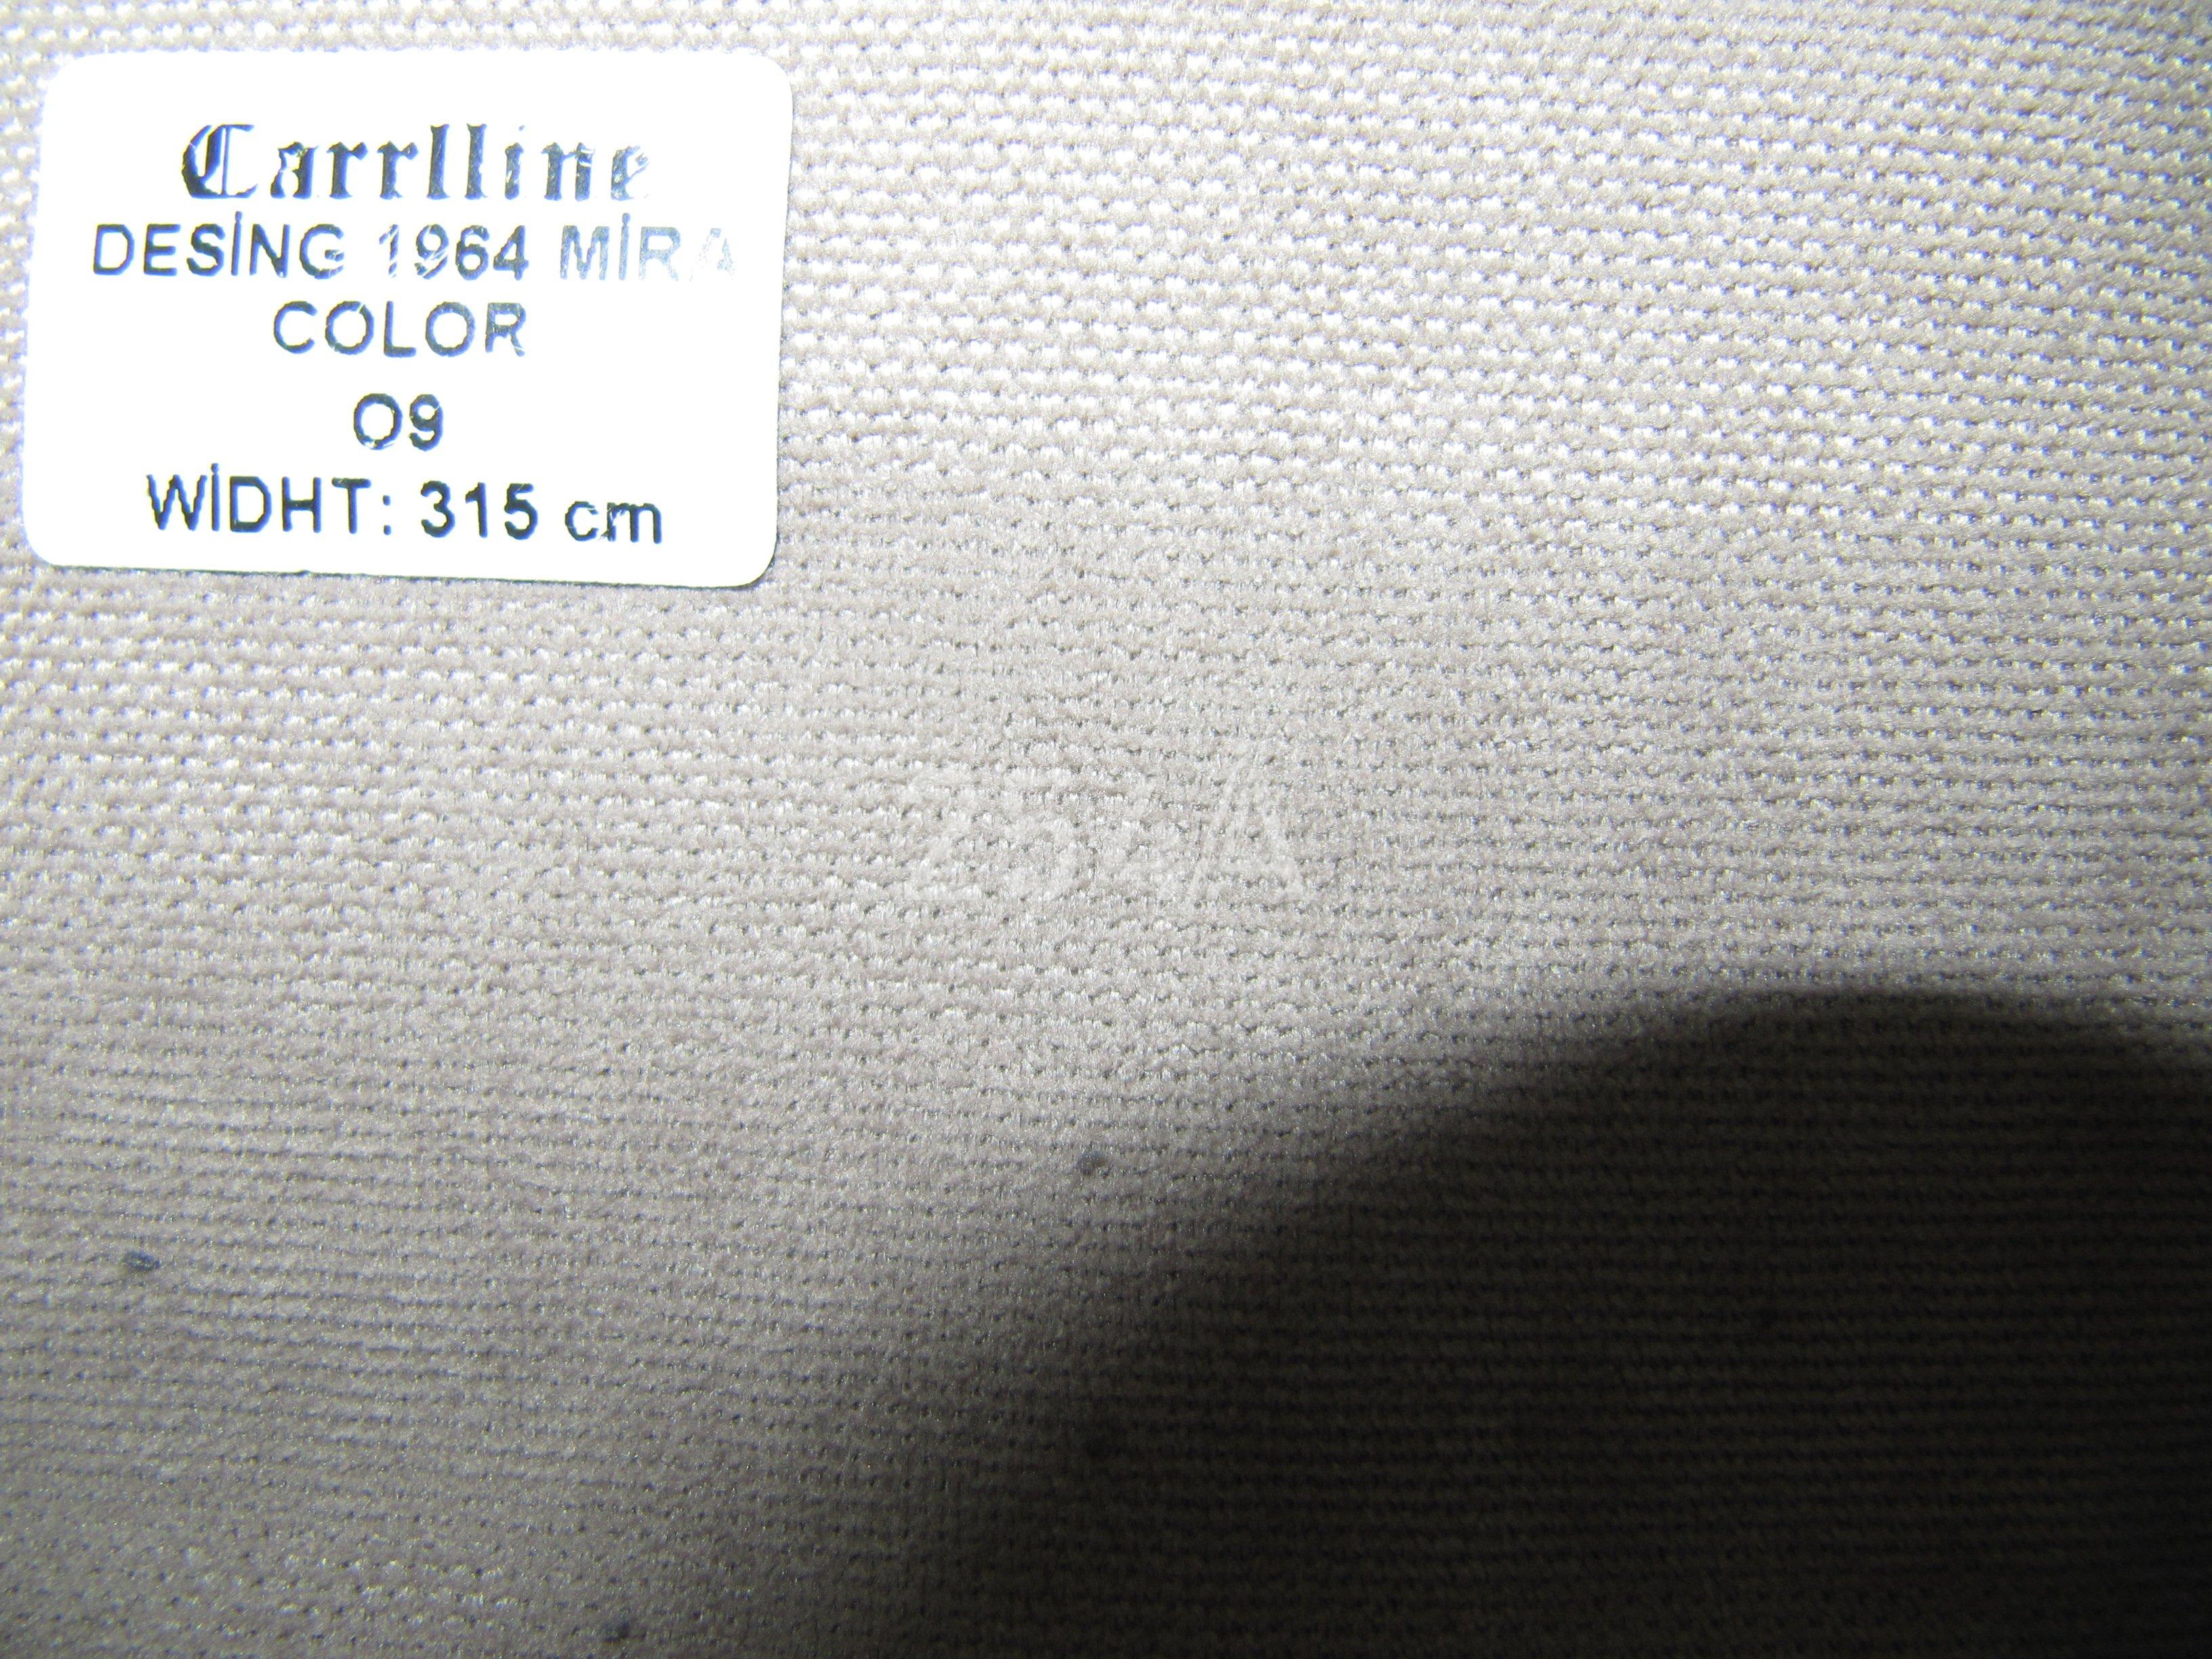 Carrlline
DESİNG 1964 MİRA
COLOR
O9
WİDHT: 315 cm